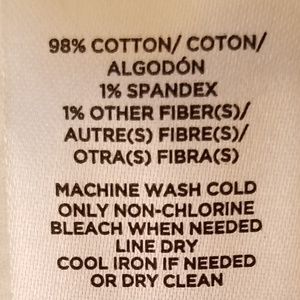 98% COTTON/ COTON/
ALGODÓN
1% SPANDEX
1% OTHER FIBER(S)/
AUTRE(S) FIBRE(S)/
OTRA(S) FIBRA(S)
MACHINE WASH COLD
ONLY NON-CHLORINE
BLEACH WHEN NEEDED
LINE DRY
COOL IRON IF NEEDED
OR DRY CLEAN